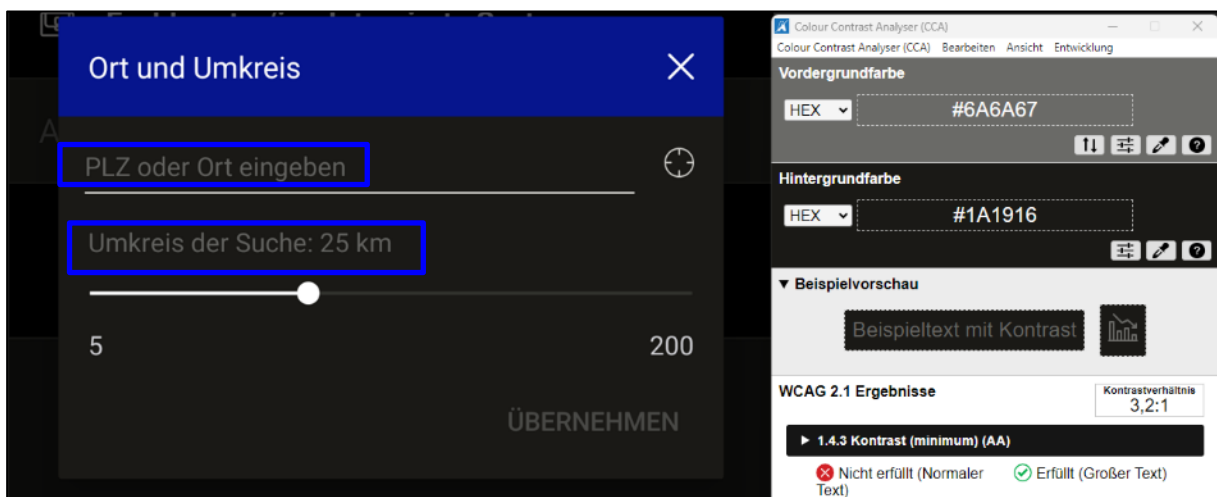 Ort und Umkreis
PLZ oder Ort eingeben
Umkreis der Suche: 25 km
5
200
ÜBERNEHMEN
Colour Contrast Analyser (CCA)
Colour Contrast Analyser (CCA) Bearbeiten Ansicht Entwicklung
Vordergrundfarbe
HEX
#6A6A67
Hintergrundfarbe
HEX
#1A1916
▼ Beispielvorschau
Beispieltext mit Kontrast
WCAG 2.1 Ergebnisse
Kontrastverhältnis
3,2:1
▶ 1.4.3 Kontrast (minimum) (AA)
Nicht erfüllt (Normaler
Text)
Erfüllt (Großer Text)